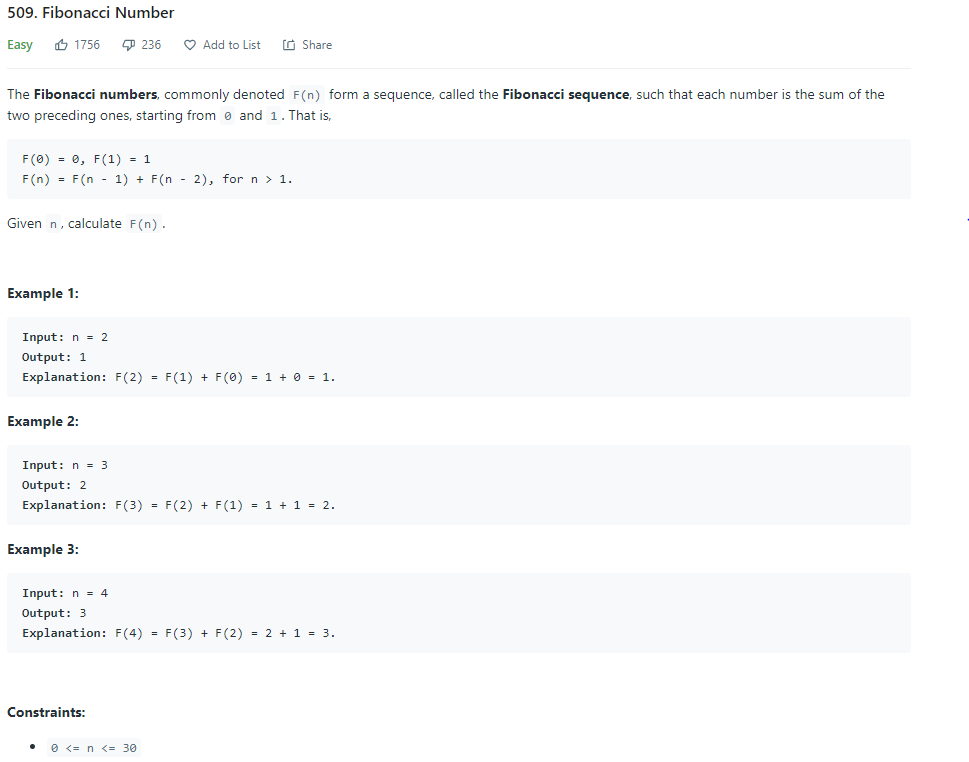 509. Fibonacci Number
Easy 1756 236 Add to List Share
The Fibonacci numbers, commonly denoted F(n) form a sequence, called the Fibonacci sequence, such that each number is the sum of the
two preceding ones, starting from 0 and 1. That is,
F(0) = 0, F(1) = 1
F(n) = F(n - 1) + F(n - 2), for n > 1.
Given n, calculate F(n).
Example 1:
Input: n = 2
Output: 1
Explanation: F(2) = F(1) + F(0) = 1 + 0 = 1.
Example 2:
Input: n = 3
Output: 2
Explanation: F(3) = F(2) + F(1) = 1 + 1 = 2.
Example 3:
Input: n = 4
Output: 3
Explanation: F(4) = F(3) + F(2) = 2 + 1 = 3.
Constraints:
• 0 <= n <= 30